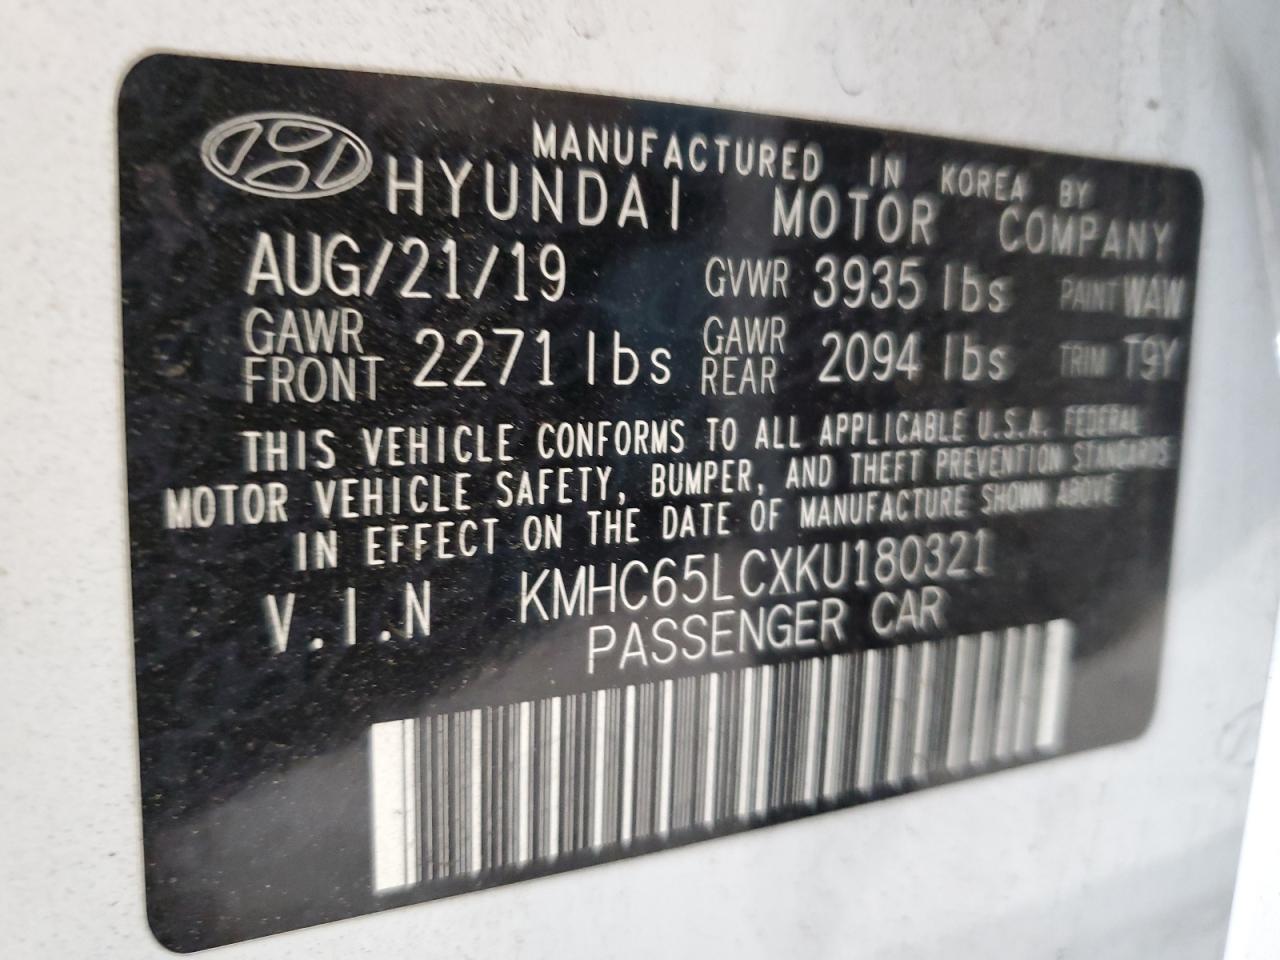 MANUFACTURED IN KOREA BY
HYUNDAI MOTOR COMPANY
AUG/21/19 GVWR 3935 lbs PAINT WAW
GAWR FRONT 2271 lbs GAWR REAR 2094 lbs TRIM T9Y
THIS VEHICLE CONFORMS TO ALL APPLICABLE U.S.A. FEDERAL
MOTOR VEHICLE SAFETY, BUMPER, AND THEFT PREVENTION STANDARDS
IN EFFECT ON THE DATE OF MANUFACTURE SHOWN ABOVE
V.I.N KMHC65LCXKU180321
PASSENGER CAR